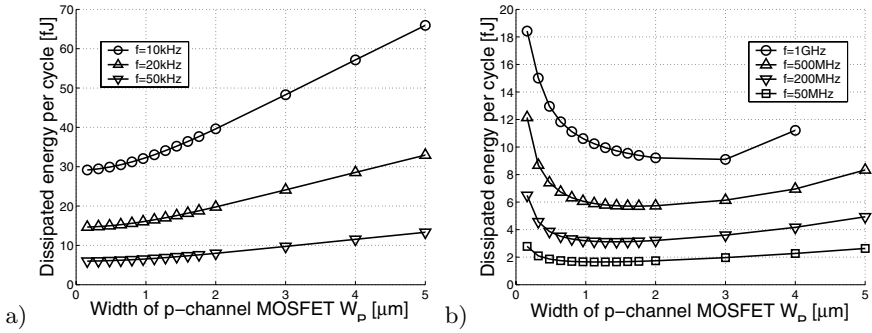 a)
Dissipated energy per cycle [fJ]
70
60
50
40
30
20
10
0
f=10kHz
f=20kHz
f=50kHz
0 1 2 3 4 5
Width of p−channel MOSFET Wp [μm]
b)
Dissipated energy per cycle [fJ]
20
18
16
14
12
10
8
6
4
2
0
f=1GHz
f=500MHz
f=200MHz
f=50MHz
0 1 2 3 4 5
Width of p−channel MOSFET Wp [μm]